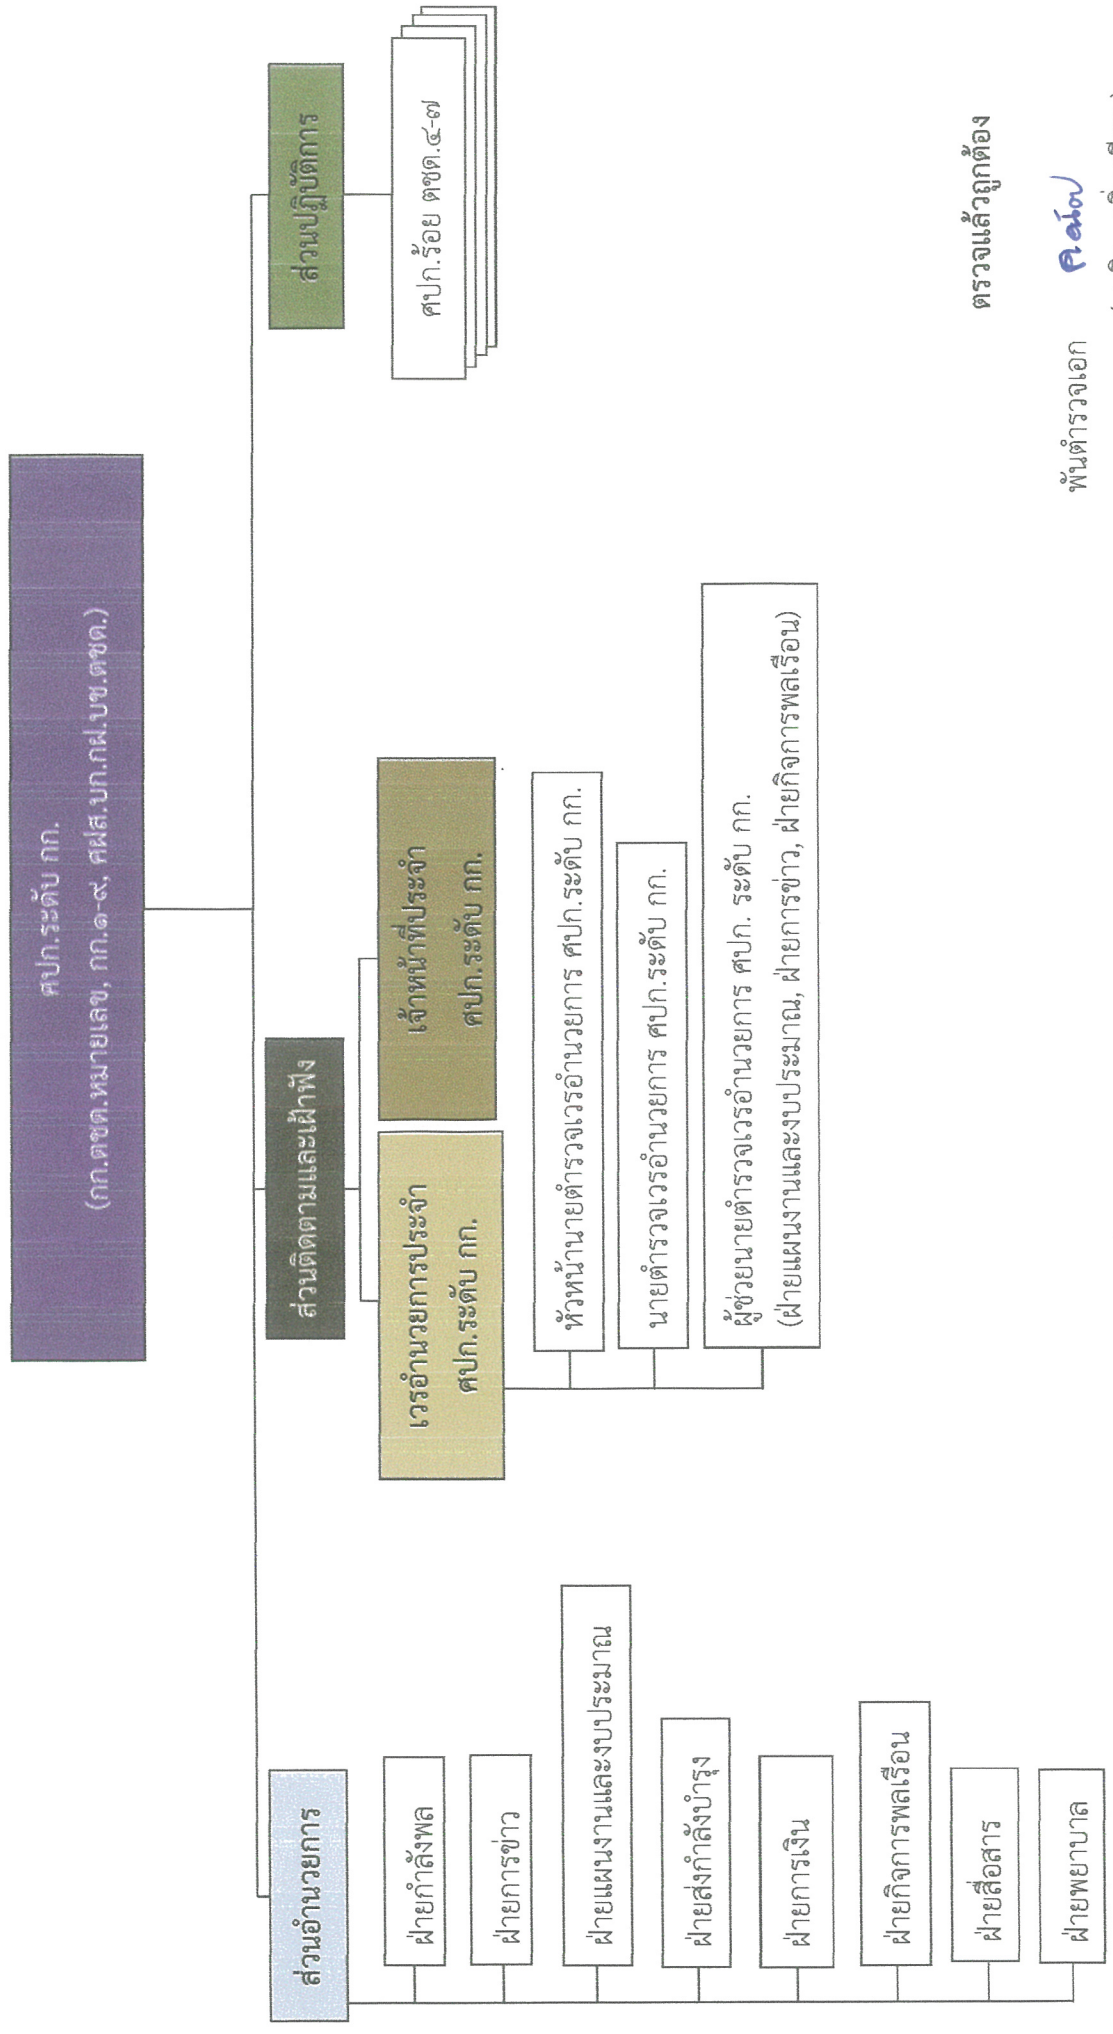 ศปก.ระดับ กก.
(กก.ตชด.หมายเลข, กก.๑-๙, ศฝส.บก.กฝ.บช.ตชด.)
ส่วนอำนวยการ
ฝ่ายกำลังพล
ฝ่ายการข่าว
ฝ่ายแผนงานและงบประมาณ
ฝ่ายส่งกำลังบำรุง
ฝ่ายการเงิน
ฝ่ายกิจการพลเรือน
ฝ่ายสื่อสาร
ฝ่ายพยาบาล
ส่วนติดตามและเฝ้าฟัง
เวรอำนวยการประจำ
ศปก.ระดับ กก.
เจ้าหน้าที่ประจำ
ศปก.ระดับ กก.
หัวหน้านายตำรวจเวรอำนวยการ ศปก.ระดับ กก.
นายตำรวจเวรอำนวยการ ศปก.ระดับ กก.
ผู้ช่วยนายตำรวจเวรอำนวยการ ศปก. ระดับ กก.
(ฝ่ายแผนงานและงบประมาณ, ฝ่ายการข่าว, ฝ่ายกิจการพลเรือน)
ส่วนปฏิบัติการ
ศปก.ร้อย ตชด.๔-๗
ตรวจแล้วถูกต้อง
พันตำรวจเอก